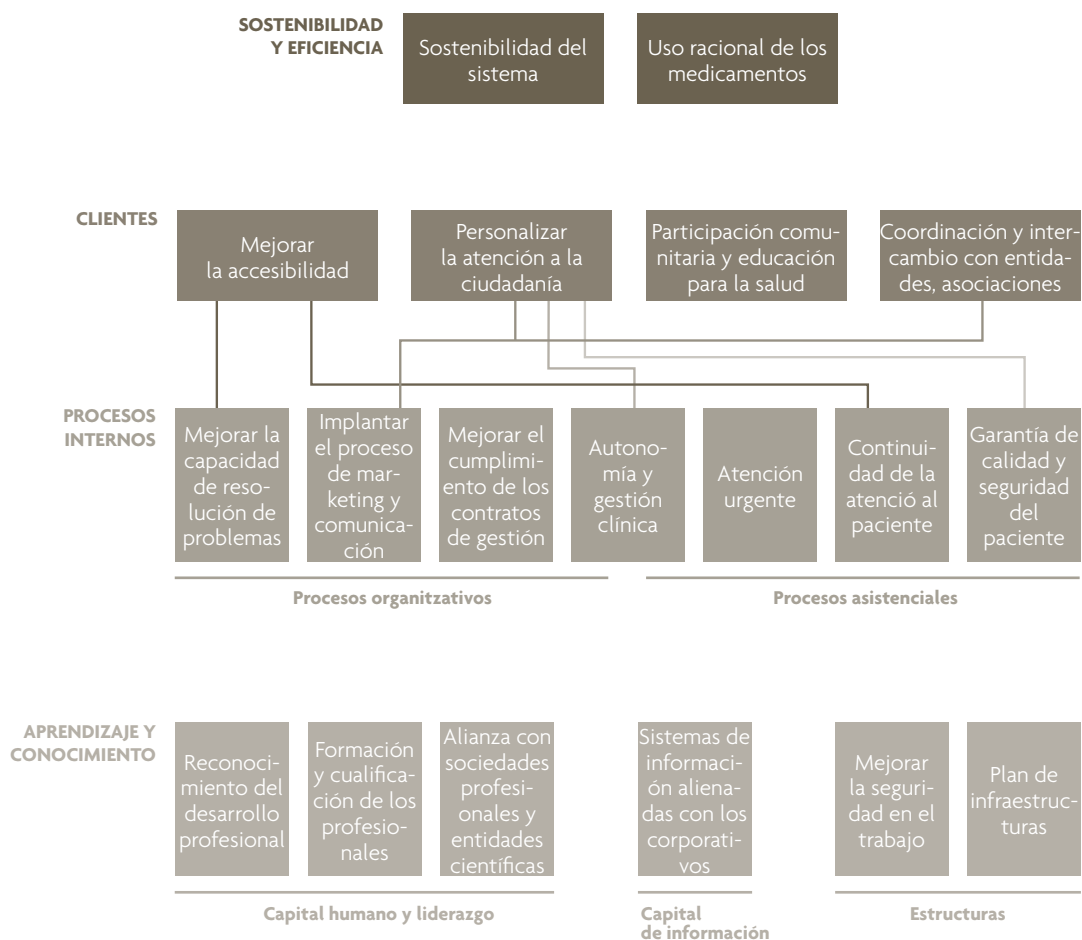 SOSTENIBILIDAD
Y EFICIENCIA
Sostenibilidad del
sistema
Uso racional de los
medicamentos
CLIENTES
Mejorar
la accesibilidad
Personalizar
la atención a la
ciudadanía
Participación comu-
nitaria y educación
para la salud
Coordinación y inter-
cambio con entida-
des, asociaciones
PROCESOS
INTERNOS
Mejorar la
capacidad
de reso-
lución de
problemas
Implantar
el proceso
de mar-
keting y
comunica-
ción
Mejorar el
cumplimi-
ento de los
contratos
de gestión
Autono-
mía y
gestión
clínica
Atención
urgente
Continui-
dad de la
atenció al
paciente
Garantía de
calidad y
seguridad
del
paciente
Procesos organitzativos
Procesos asistenciales
APRENDIZAJE Y
CONOCIMIENTO
Reconoci-
miento del
desarrollo
profesional
Formación
y cualifica-
ción de los
profesio-
nales
Alianza con
sociedades
profesi-
onales y
entidades
científicas
Sistemas de
informaci-
ón aliena-
das con los
corporati-
vos
Mejorar
la seguri-
dad en el
trabajo
Plan de
infraestruc-
turas
Capital humano y liderazgo
Capital
de información
Estructuras